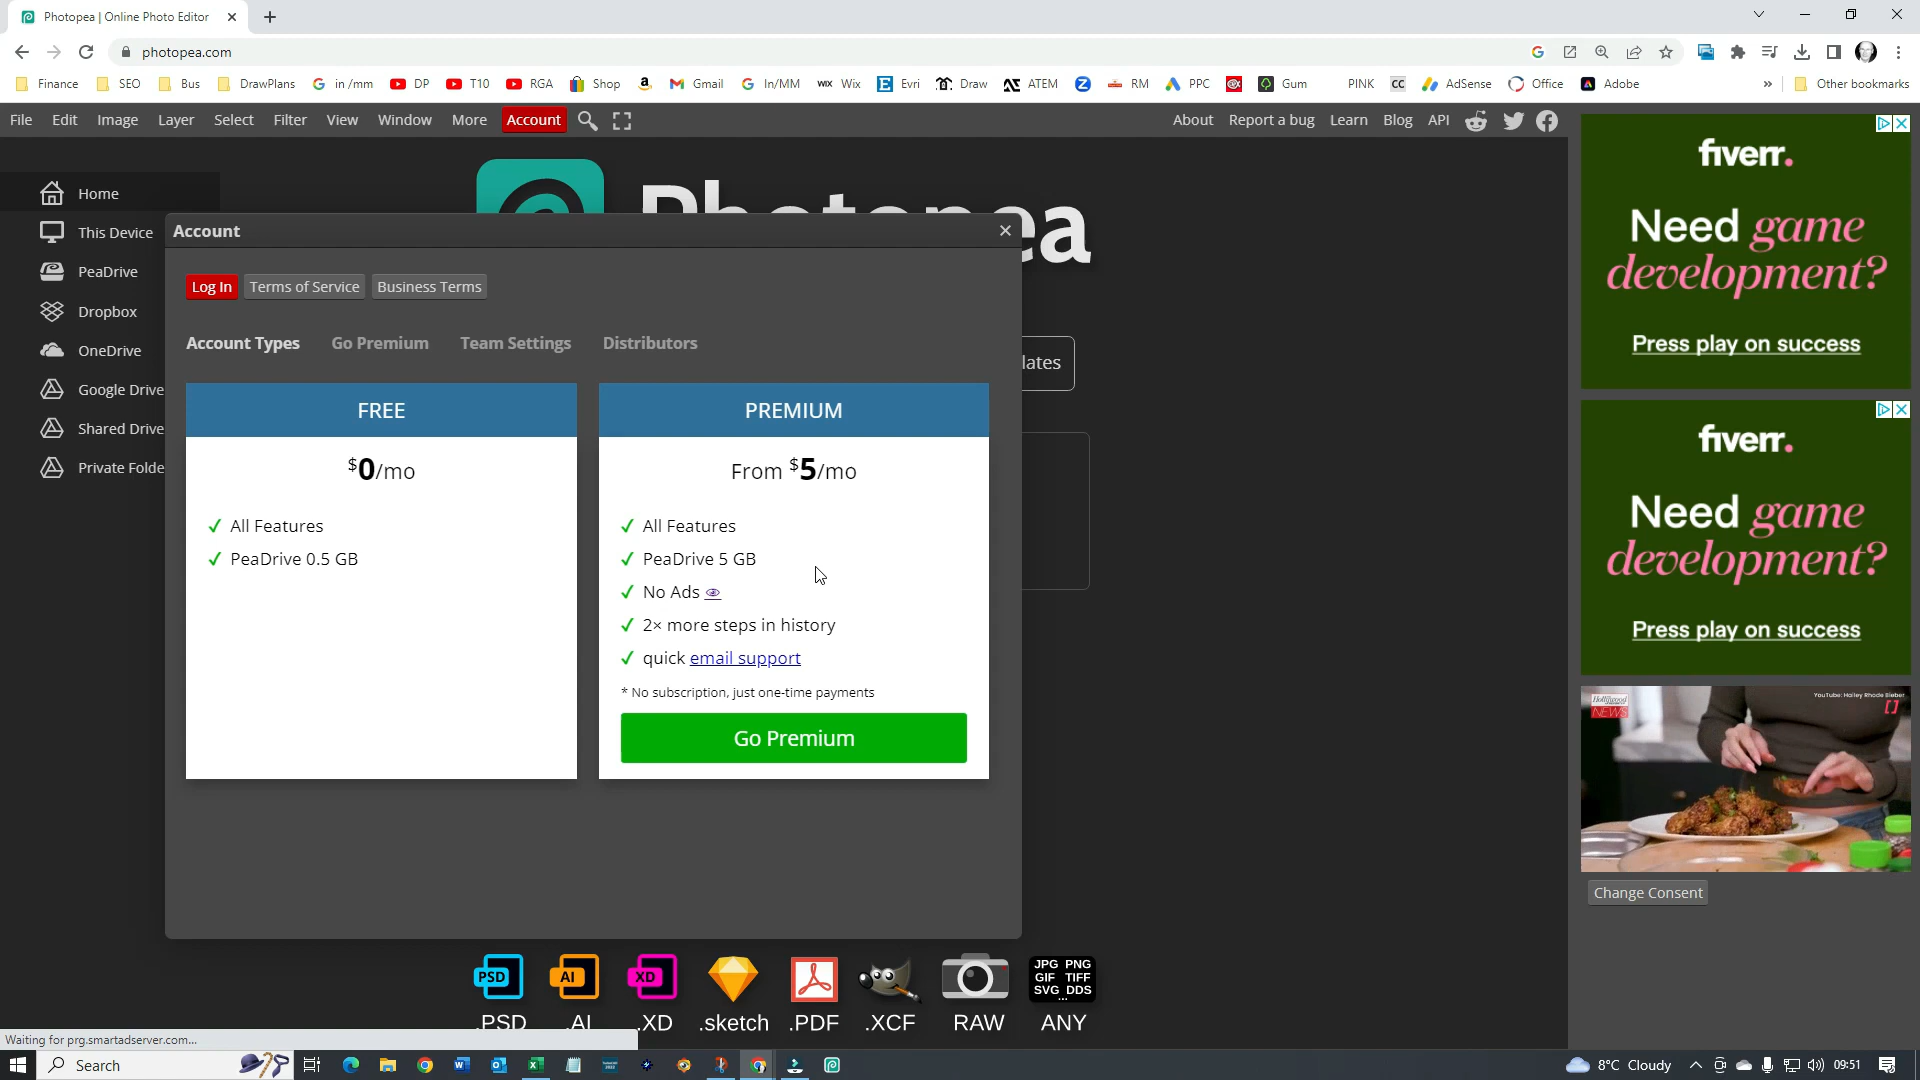 Photopea | Online Photo Editor
photopea.com
Finance SEO Bus DrawPlans in /mm DP T10 RGA Shop Gmail In/MM Wix Evri Draw ATEM RM PPC Gum PINK CC AdSense Office Adobe » Other bookmarks
File Edit Image Layer Select Filter View Window More Account About Report a bug Learn Blog API
Home
This Device
PeaDrive
Dropbox
OneDrive
Google Drive
Shared Drive
Private Folde
Account
Log In Terms of Service Business Terms
Account Types Go Premium Team Settings Distributors
FREE
$0/mo
✓ All Features
✓ PeaDrive 0.5 GB
PREMIUM
From $5/mo
✓ All Features
✓ PeaDrive 5 GB
✓ No Ads
✓ 2× more steps in history
✓ quick email support
* No subscription, just one-time payments
Go Premium
lates
PSD AI XD JPG PNG
GIF TIFF
SVG DDS
...
.PSD .AI .XD .sketch .PDF .XCF RAW ANY
fiverr.
Need game
development?
Press play on success
fiverr.
Need game
development?
Press play on success
YouTube: Hailey Rhode Bieber
Hollywood
NEWS
Change Consent
Waiting for prg.smartadserver.com...
Search
8°C Cloudy
09:51